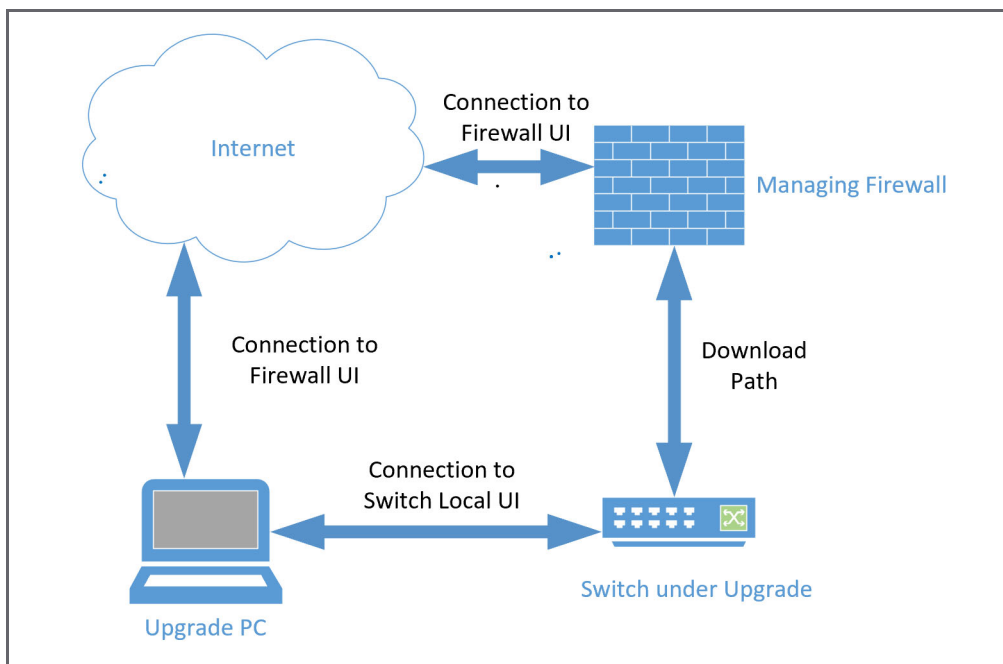 Connection to
Firewall UI
Internet
Managing Firewall
Connection to
Firewall UI
Download
Path
Connection to
Switch Local UI
Switch under Upgrade
Upgrade PC